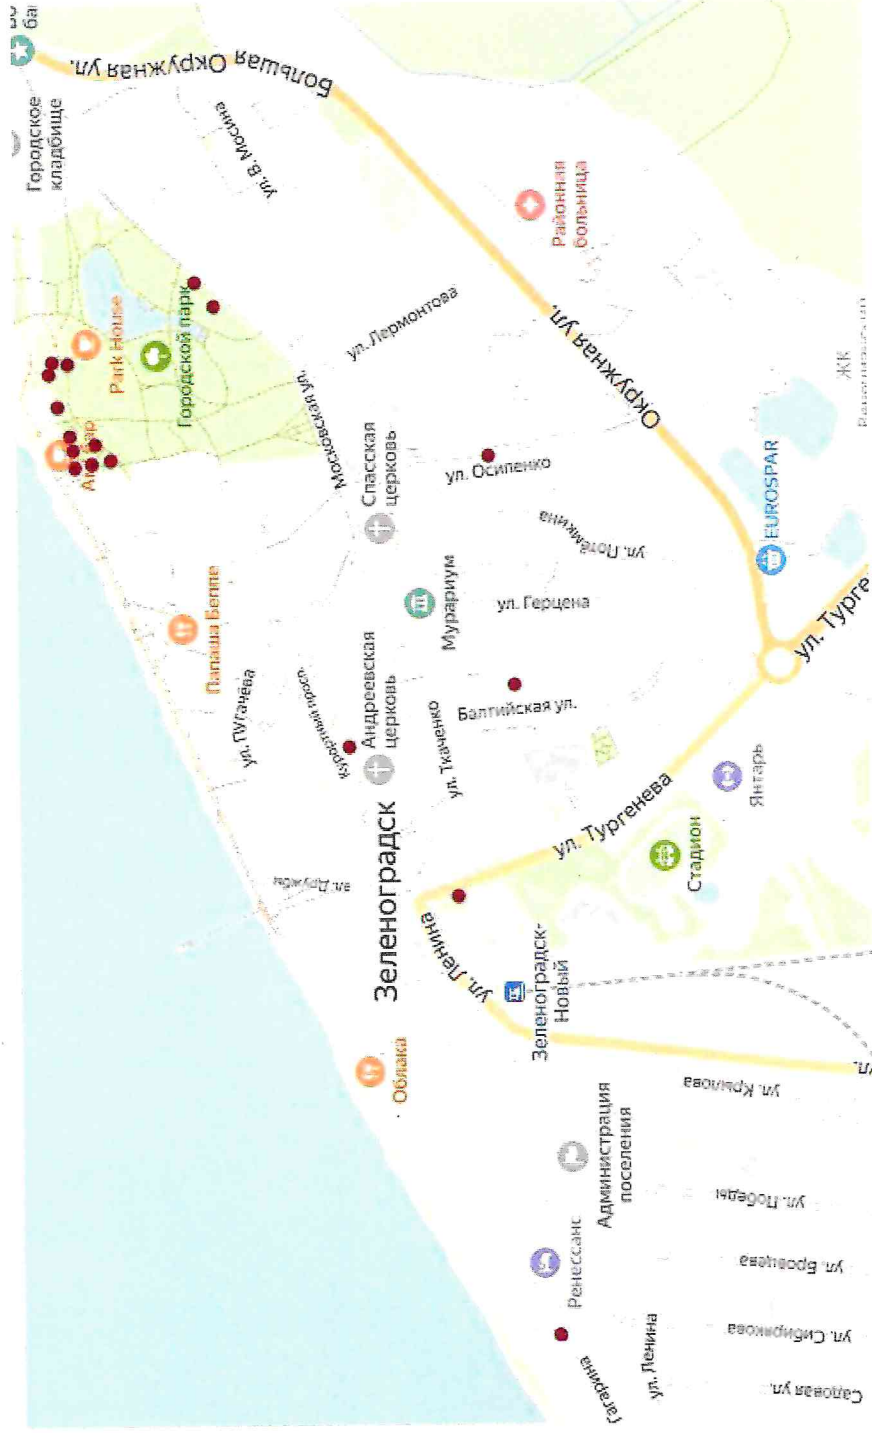 Садовая ул.
ул. Сибирякова
ул. Бровцева
ул. Победы
ул. Крылова
ул. Ленина
Гагарина
Ренессанс
Администрация
поселения
Облака
Зеленоградск-
Новый
ул. Ленина
Зеленоградск
ул. Дружбы
ул. Тургенева
Стадион
Янтарь
Андреевская
церковь
Курортный просп.
ул. Ткаченко
ул. Пугачёва
Балтийская ул.
Папаша Беппе
Мурариум
ул. Герцена
ул. Потёмкина
EUROSPAR
Спасская
церковь
ул. Осипенко
Московская ул.
ул. Лермонтова
Окружная ул.
Городской парк
Park House
Районная
больница
ЖК
ул. В. Мосина
Большая Окружная ул.
Городское
кладбище